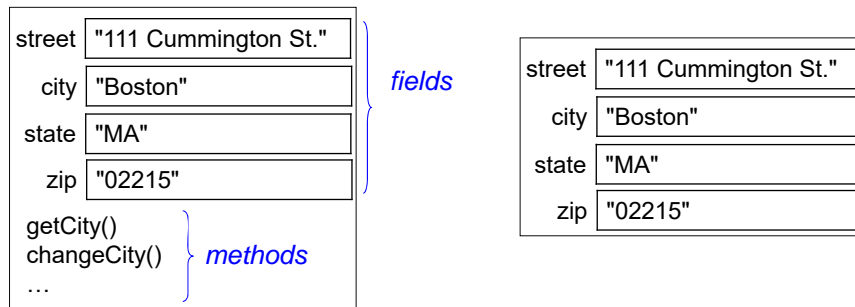 street "111 Cummington St."
city "Boston"
state "MA"
zip "02215"
fields
getCity()
changeCity()
…
methods
street "111 Cummington St."
city "Boston"
state "MA"
zip "02215"